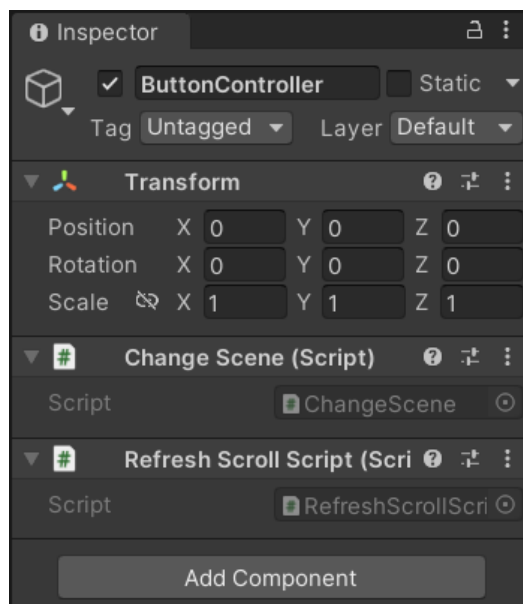 Inspector
ButtonController Static
Tag Untagged Layer Default
Transform
Position X 0 Y 0 Z 0
Rotation X 0 Y 0 Z 0
Scale X 1 Y 1 Z 1
# Change Scene (Script)
Script # ChangeScene
# Refresh Scroll Script (Scri
Script # RefreshScrollScri
Add Component